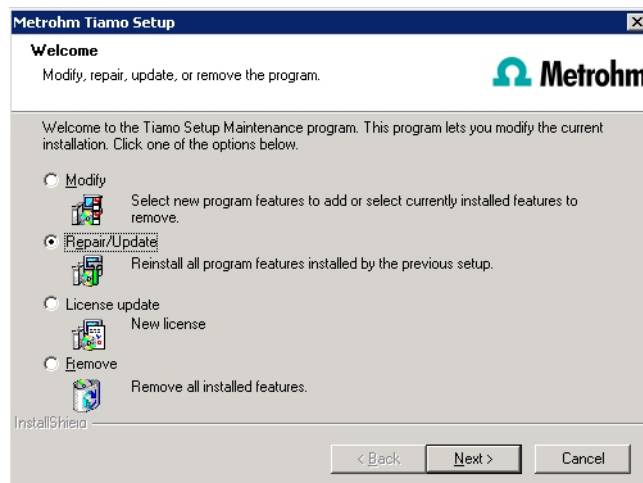 Metrohm Tiamo Setup
Welcome
Modify, repair, update, or remove the program.
Metrohm
Welcome to the Tiamo Setup Maintenance program. This program lets you modify the current
installation. Click one of the options below.
Modify
Select new program features to add or select currently installed features to
remove.
Repair/Update
Reinstall all program features installed by the previous setup.
License update
New license
Remove
Remove all installed features.
InstallShield
< Back
Next >
Cancel